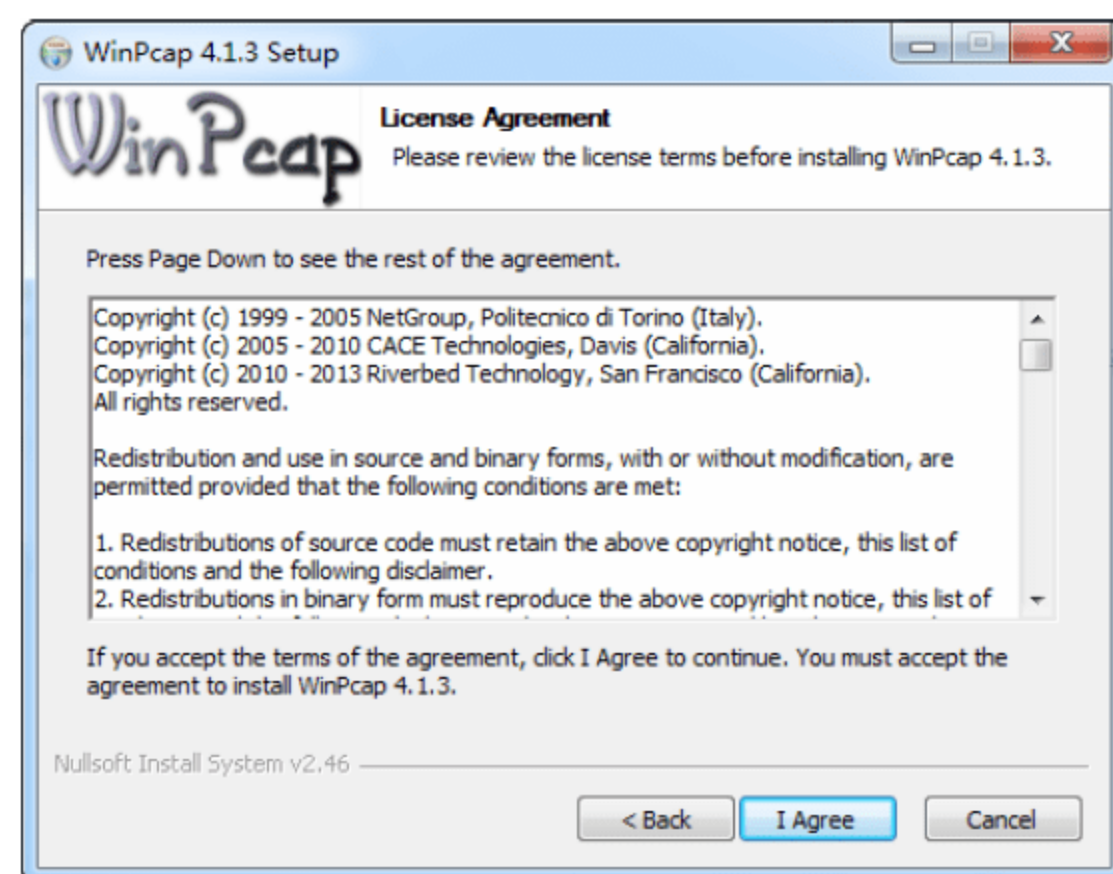 WinPcap 4.1.3 Setup
WinPcap
License Agreement
Please review the license terms before installing WinPcap 4.1.3.
Press Page Down to see the rest of the agreement.
Copyright (c) 1999 - 2005 NetGroup, Politecnico di Torino (Italy).
Copyright (c) 2005 - 2010 CACE Technologies, Davis (California).
Copyright (c) 2010 - 2013 Riverbed Technology, San Francisco (California).
All rights reserved.
Redistribution and use in source and binary forms, with or without modification, are
permitted provided that the following conditions are met:
1. Redistributions of source code must retain the above copyright notice, this list of
conditions and the following disclaimer.
2. Redistributions in binary form must reproduce the above copyright notice, this list of
If you accept the terms of the agreement, click I Agree to continue. You must accept the
agreement to install WinPcap 4.1.3.
Nullsoft Install System v2.46
< Back
I Agree
Cancel